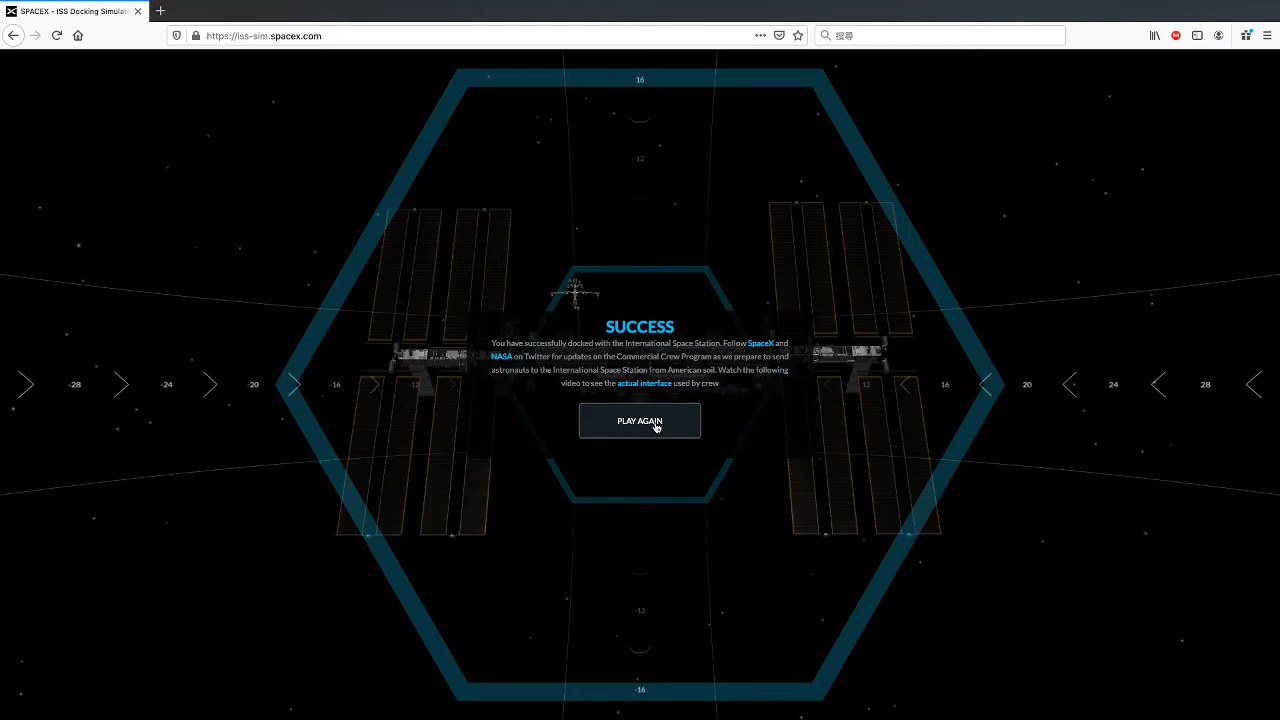 SPACEX - ISS Docking Simulato
https://iss-sim.spacex.com
搜尋
16
12
SUCCESS
You have successfully docked with the International Space Station. Follow SpaceX and
NASA on Twitter for updates on the Commercial Crew Program as we prepare to send
astronauts to the International Space Station from American soil. Watch the following
video to see the actual interface used by crew
-28 -24 -20 -16 -12 12 16 20 24 28
PLAY AGAIN
-12
-16